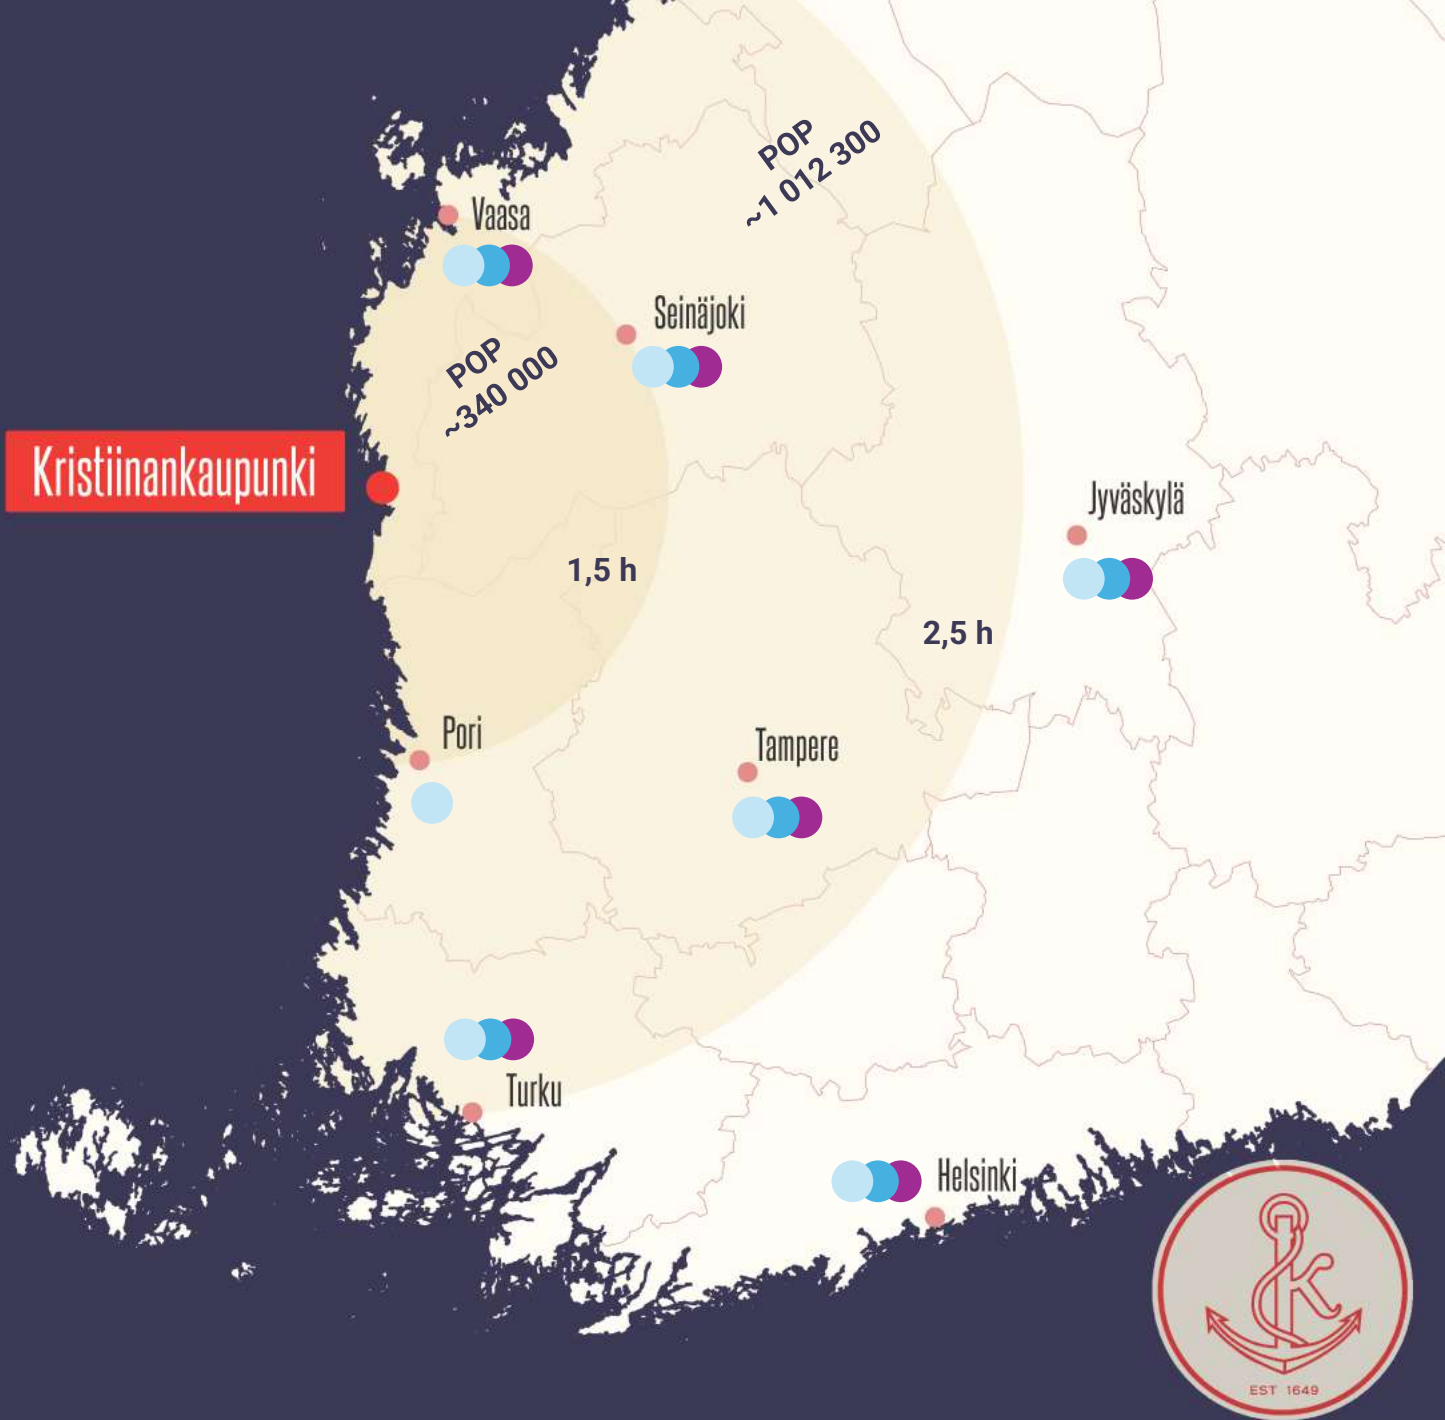 POP
~1 012 300
Vaasa
Seinäjoki
POP
~340 000
Kristiinankaupunki
Jyväskylä
1,5 h
2,5 h
Pori
Tampere
Turku
Helsinki
K
EST 1649